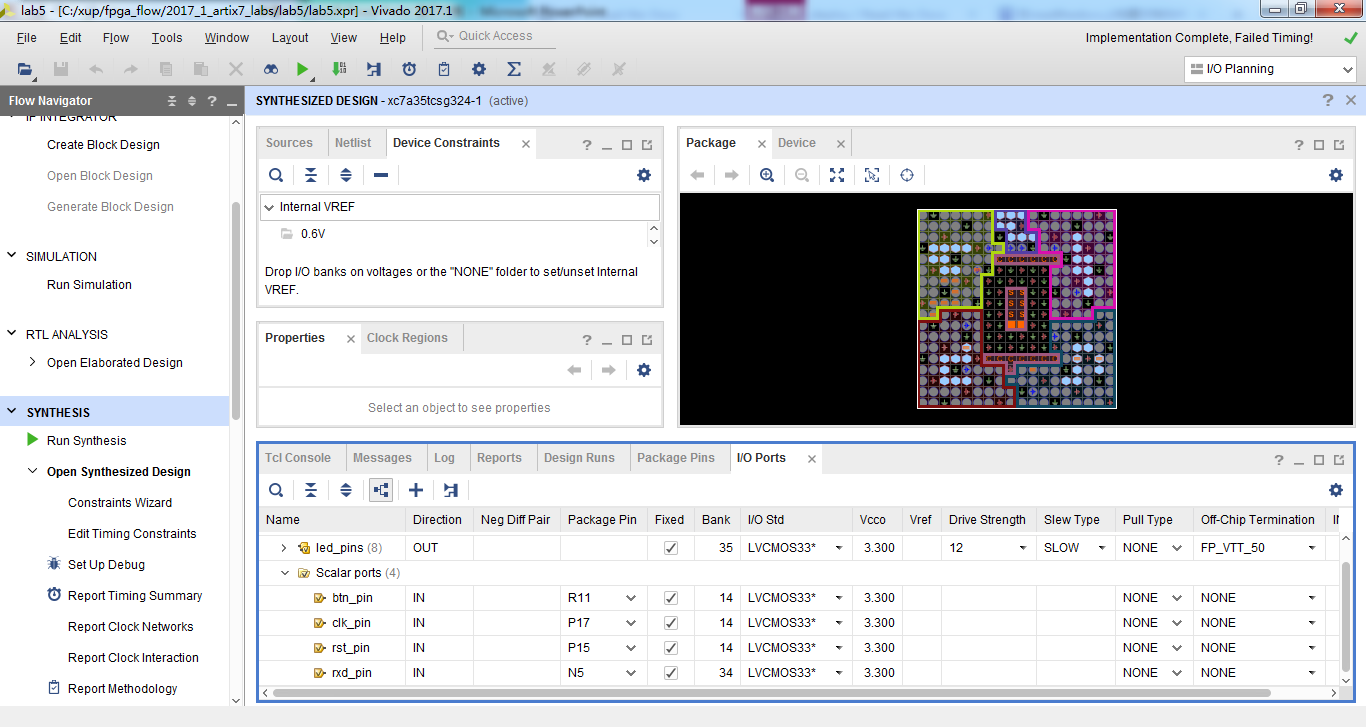 lab5 - [C:/xup/fpga_flow/2017_1_artix7_labs/lab5/lab5.xpr] - Vivado 2017.1
File Edit Flow Tools Window Layout View Help Quick Access Implementation Complete, Failed Timing!
I/O Planning
Flow Navigator
SYNTHESIZED DESIGN - xc7a35tcsg324-1 (active)
IP INTEGRATOR
Create Block Design
Open Block Design
Generate Block Design
SIMULATION
Run Simulation
RTL ANALYSIS
Open Elaborated Design
SYNTHESIS
Run Synthesis
Open Synthesized Design
Constraints Wizard
Edit Timing Constraints
Set Up Debug
Report Timing Summary
Report Clock Networks
Report Clock Interaction
Report Methodology
Sources Netlist Device Constraints
Internal VREF
0.6V
Drop I/O banks on voltages or the "NONE" folder to set/unset Internal
VREF.
Properties Clock Regions
Select an object to see properties
Package Device
Tcl Console Messages Log Reports Design Runs Package Pins I/O Ports
Name Direction Neg Diff Pair Package Pin Fixed Bank I/O Std Vcco Vref Drive Strength Slew Type Pull Type Off-Chip Termination
led_pins (8) OUT 35 LVCMOS33* 3.300 12 SLOW NONE FP_VTT_50
Scalar ports (4)
btn_pin IN R11 14 LVCMOS33* 3.300 NONE NONE
clk_pin IN P17 14 LVCMOS33* 3.300 NONE NONE
rst_pin IN P15 14 LVCMOS33* 3.300 NONE NONE
rxd_pin IN N5 34 LVCMOS33* 3.300 NONE NONE